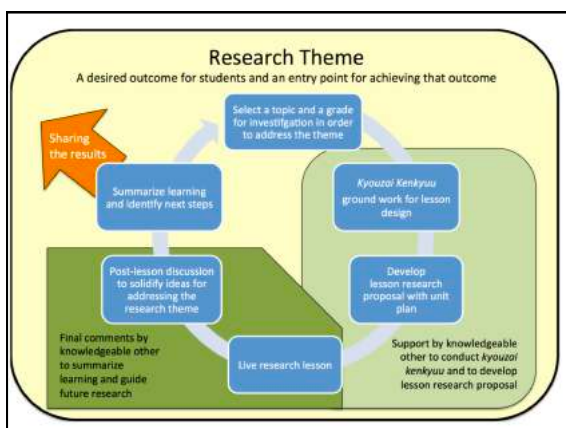 Research Theme
A desired outcome for students and an entry point for achieving that outcome
Select a topic and a grade
for investifgation in order
to address the theme
Sharing
the results
Summarize learning
and identify next steps
Kyouzai Kenkyuu
ground work for lesson
design
Post-lesson discussion
to solidify ideas for
addressing the
research theme
Develop
lesson research
proposal with unit
plan
Final comments by
knowledgeable other
to summarize
learning and guide
future research
Live research lesson
Support by knowledgeable
other to conduct kyouzai
kenkyuu and to develop
lesson research proposal